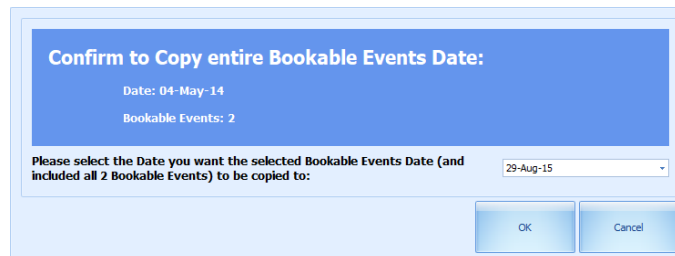 Confirm to Copy entire Bookable Events Date:
Date: 04-May-14
Bookable Events: 2
Please select the Date you want the selected Bookable Events Date (and
included all 2 Bookable Events) to be copied to:
29-Aug-15
OK
Cancel